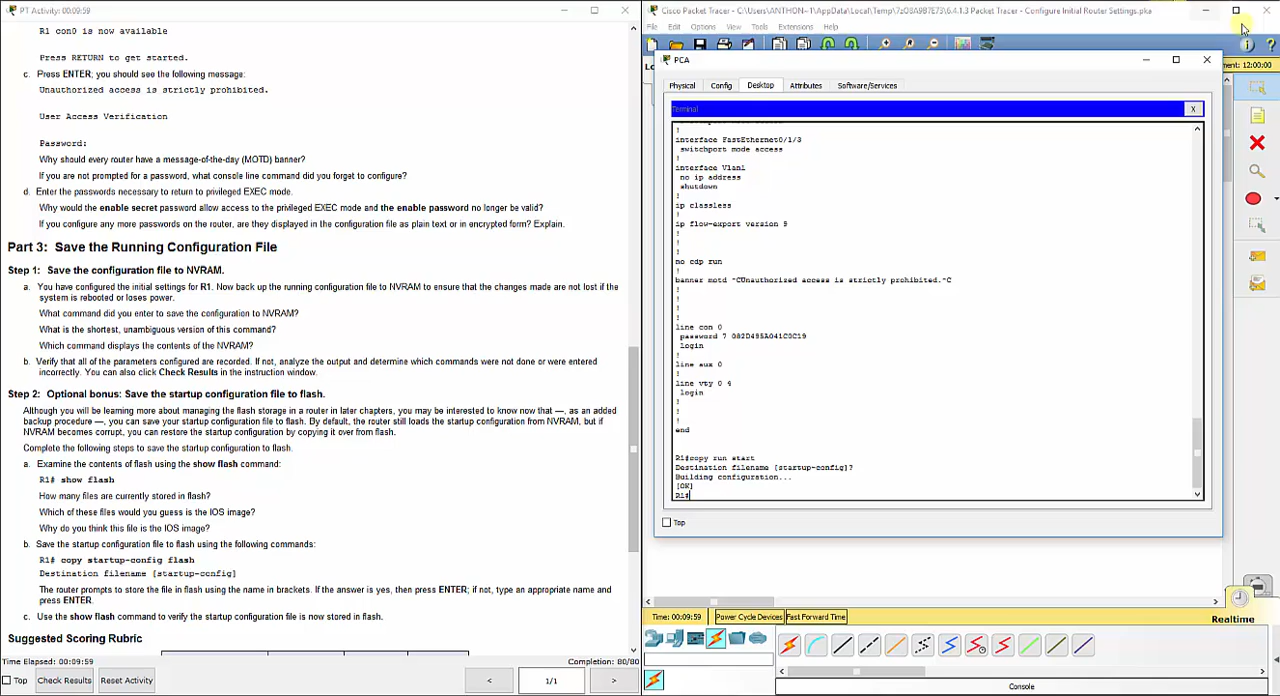 PT Activity: 00:09:59
R1 con0 is now available
Press RETURN to get started.
c. Press ENTER; you should see the following message:
Unauthorized access is strictly prohibited.
User Access Verification
Password:
Why should every router have a message-of-the-day (MOTD) banner?
If you are not prompted for a password, what console line command did you forget to configure?
d. Enter the passwords necessary to return to privileged EXEC mode.
Why would the enable secret password allow access to the privileged EXEC mode and the enable password no longer be valid?
If you configure any more passwords on the router, are they displayed in the configuration file as plain text or in encrypted form? Explain.
Part 3: Save the Running Configuration File
Step 1: Save the configuration file to NVRAM.
a. You have configured the initial settings for R1. Now back up the running configuration file to NVRAM to ensure that the changes made are not lost if the
system is rebooted or loses power.
What command did you enter to save the configuration to NVRAM?
What is the shortest, unambiguous version of this command?
Which command displays the contents of the NVRAM?
b. Verify that all of the parameters configured are recorded. If not, analyze the output and determine which commands were not done or were entered
incorrectly. You can also click Check Results in the instruction window.
Step 2: Optional bonus: Save the startup configuration file to flash.
Although you will be learning more about managing the flash storage in a router in later chapters, you may be interested to know now that —, as an added
backup procedure —, you can save your startup configuration file to flash. By default, the router still loads the startup configuration from NVRAM, but if
NVRAM becomes corrupt, you can restore the startup configuration by copying it over from flash.
Complete the following steps to save the startup configuration to flash.
a. Examine the contents of flash using the show flash command:
R1# show flash
How many files are currently stored in flash?
Which of these files would you guess is the IOS image?
Why do you think this file is the IOS image?
b. Save the startup configuration file to flash using the following commands:
R1# copy startup-config flash
Destination filename [startup-config]
The router prompts to store the file in flash using the name in brackets. If the answer is yes, then press ENTER; if not, type an appropriate name and
press ENTER.
c. Use the show flash command to verify the startup configuration file is now stored in flash.
Suggested Scoring Rubric
Time Elapsed: 00:09:59
Completion: 80/80
Top
Check Results
Reset Activity
<
1/1
>
Cisco Packet Tracer - C:\Users\ANTHON~1\AppData\Local\Temp\7zO8A9B7E73\6.4.1.3 Packet Tracer - Configure Initial Router Settings.pka
File Edit Options View Tools Extensions Help
ment: 12:00:00
PCA
Physical Config Desktop Attributes Software/Services
Terminal
X
!
interface FastEthernet0/1/3
switchport mode access
!
interface Vlan1
no ip address
shutdown
!
ip classless
!
ip flow-export version 9
!
!
!
no cdp run
!
banner motd ^CUnauthorized access is strictly prohibited.^C
!
!
!
!
line con 0
password 7 082D495A041C0C19
login
!
line aux 0
!
line vty 0 4
login
!
!
!
end
R1#copy run start
Destination filename [startup-config]?
Building configuration...
[OK]
R1#
Top
Time: 00:09:59
Power Cycle Devices
Fast Forward Time
Realtime
Console